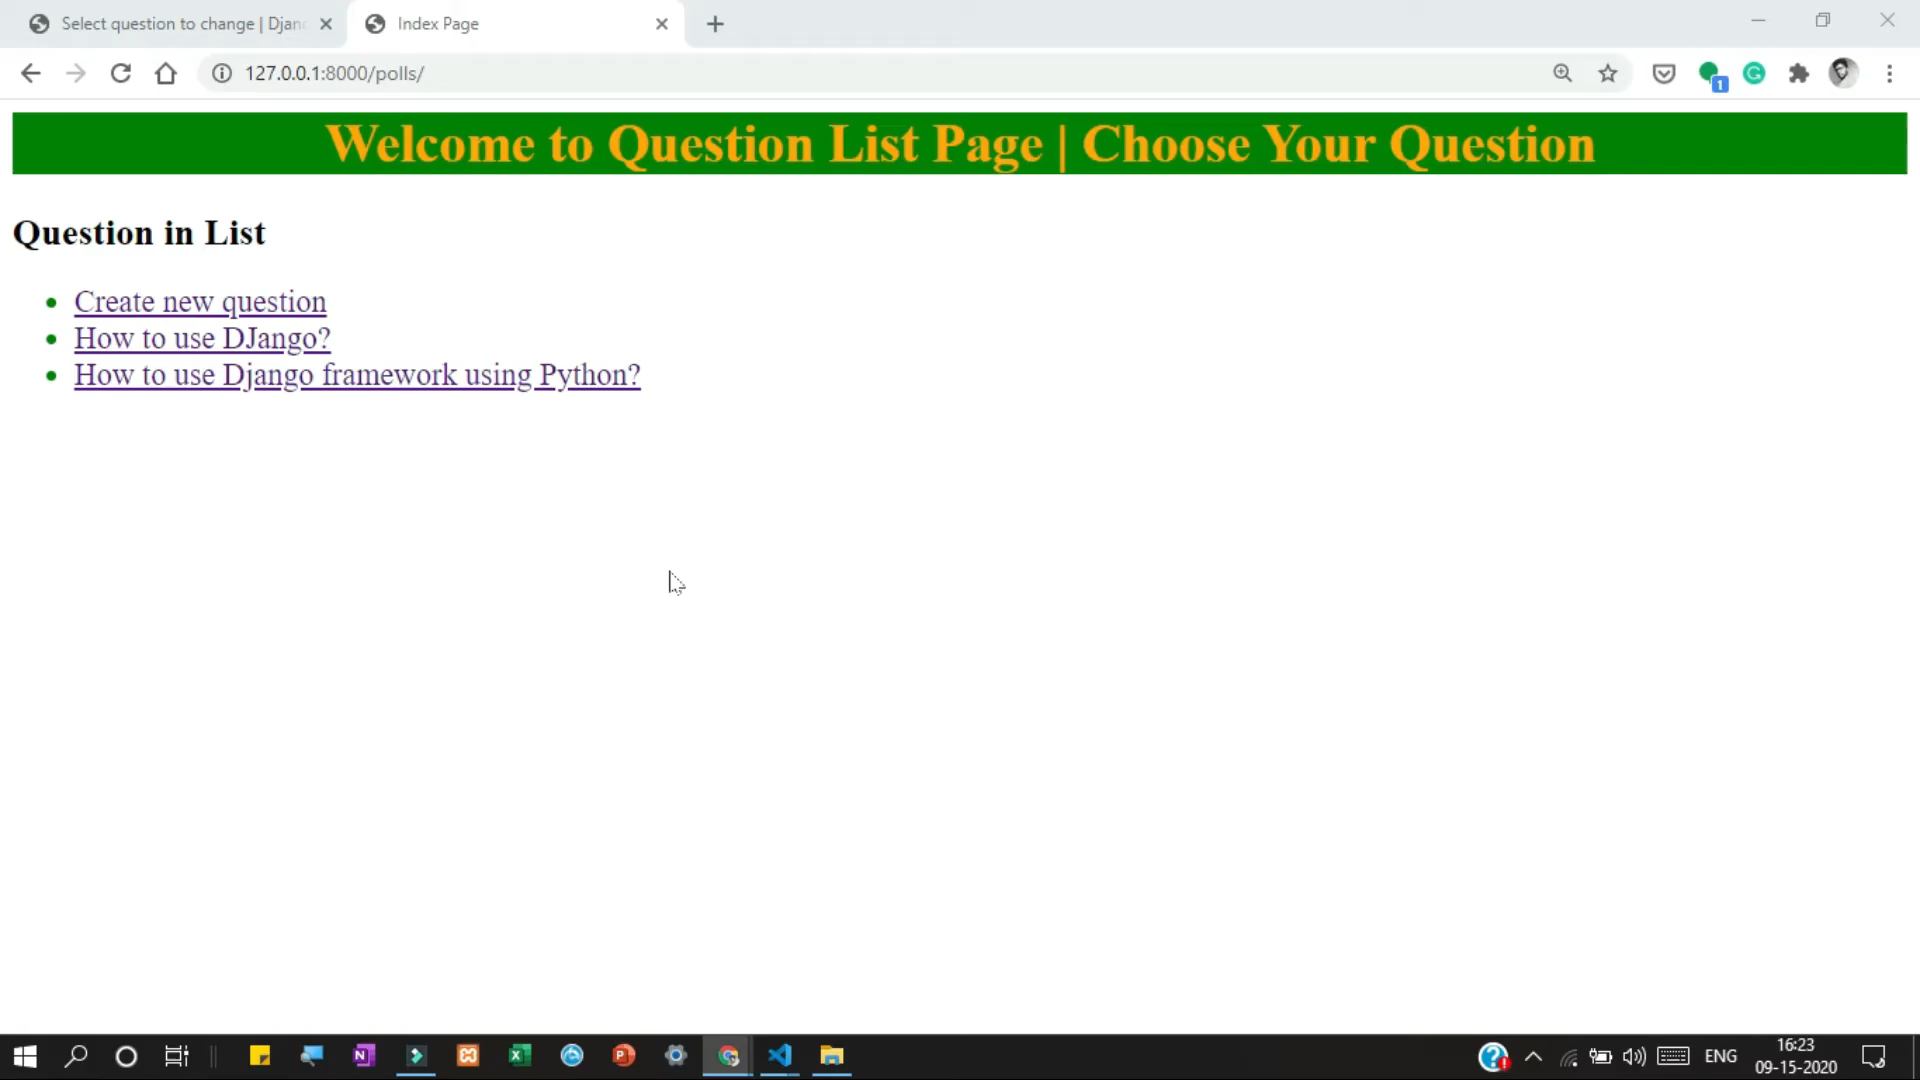 Select question to change | Djan
Index Page
127.0.0.1:8000/polls/
1
Welcome to Question List Page | Choose Your Question
Question in List
Create new question
How to use DJango?
How to use Django framework using Python?
ENG
16:23
09-15-2020